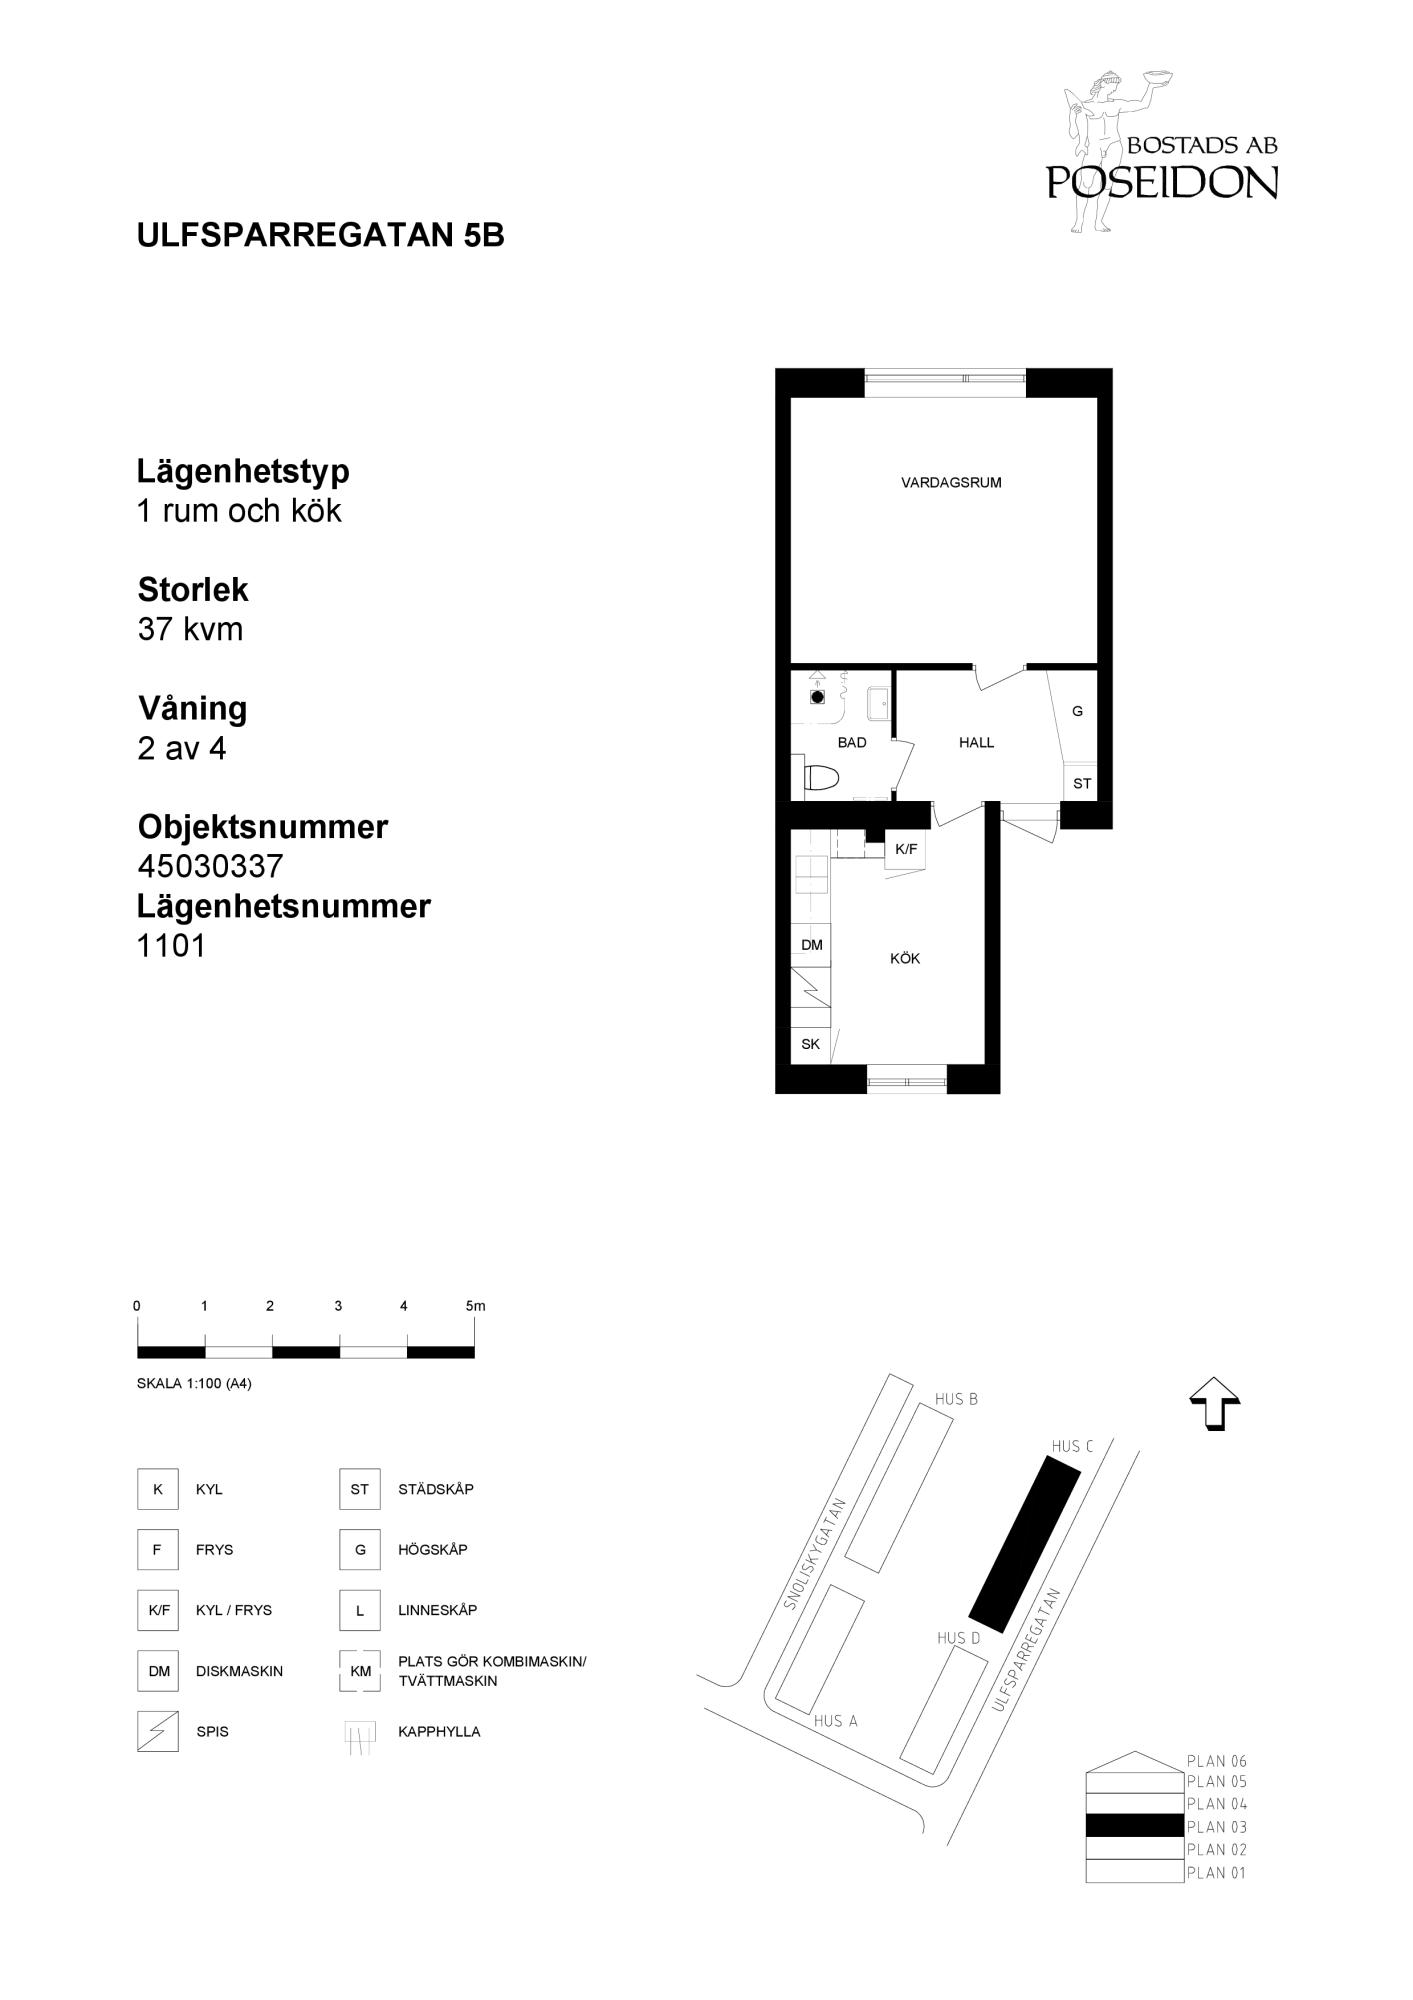 BOSTADS AB
POSEIDON
ULFSPARREGATAN 5B
Lägenhetstyp
1 rum och kök
Storlek
37 kvm
Våning
2 av 4
Objektsnummer
45030337
Lägenhetsnummer
1101
VARDAGSRUM
G
BAD
HALL
ST
K/F
DM
KÖK
SK
0 1 2 3 4 5m
SKALA 1:100 (A4)
K KYL
F FRYS
K/F KYL / FRYS
DM DISKMASKIN
SPIS
ST STÄDSKÅP
G HÖGSKÅP
L LINNESKÅP
KM PLATS GÖR KOMBIMASKIN/
TVÄTTMASKIN
KAPPHYLLA
HUS B
HUS C
SNOLISKYGATAN
ULFSPARREGATAN
HUS D
HUS A
PLAN 06
PLAN 05
PLAN 04
PLAN 03
PLAN 02
PLAN 01